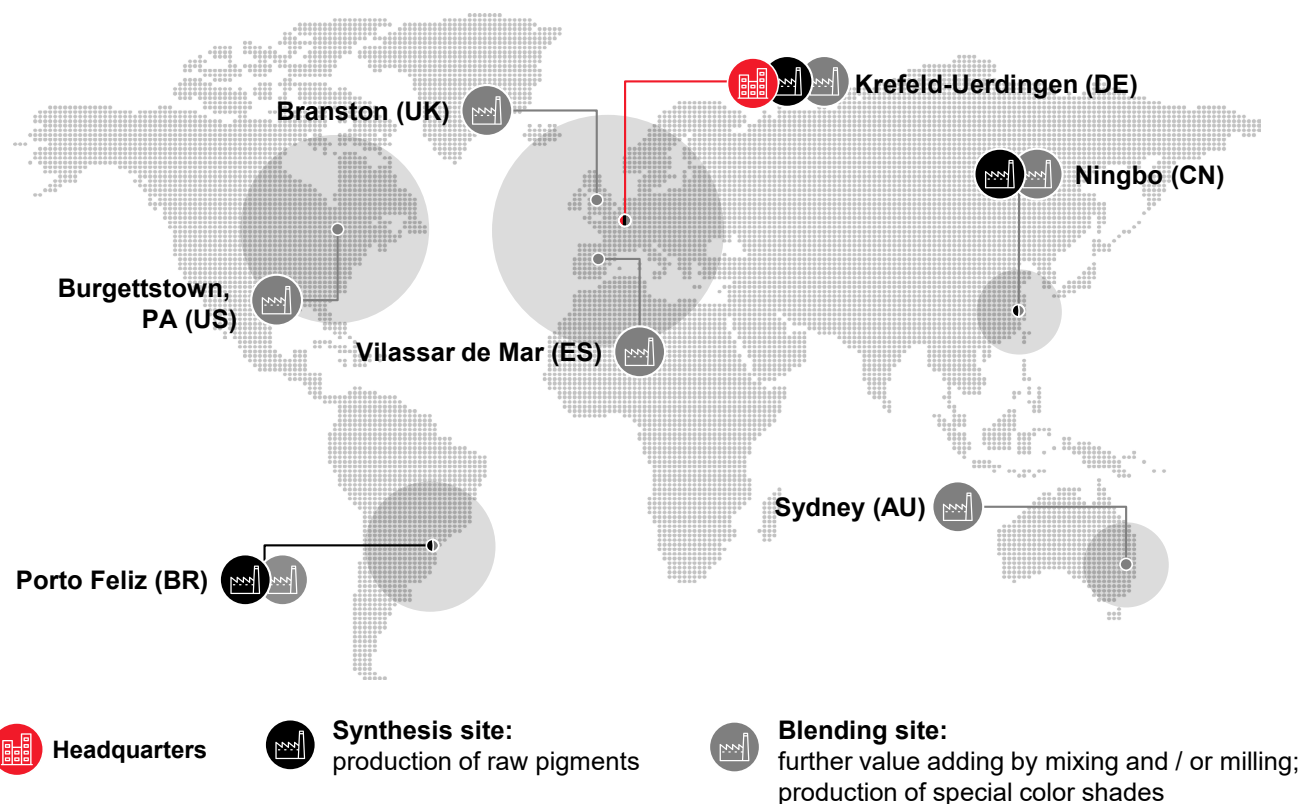 Krefeld-Uerdingen (DE)
Branston (UK)
Ningbo (CN)
Burgettstown,
PA (US)
Vilassar de Mar (ES)
Sydney (AU)
Porto Feliz (BR)
Headquarters
Synthesis site:
production of raw pigments
Blending site:
further value adding by mixing and / or milling;
production of special color shades